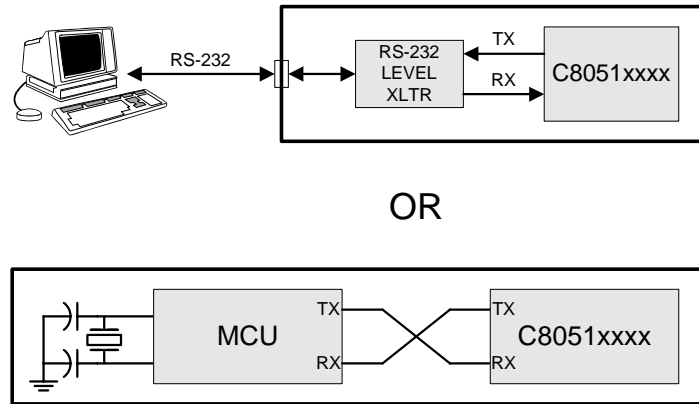 RS-232
RS-232
LEVEL
XLTR
TX
RX
C8051xxxx
OR
MCU
TX
RX
TX
RX
C8051xxxx